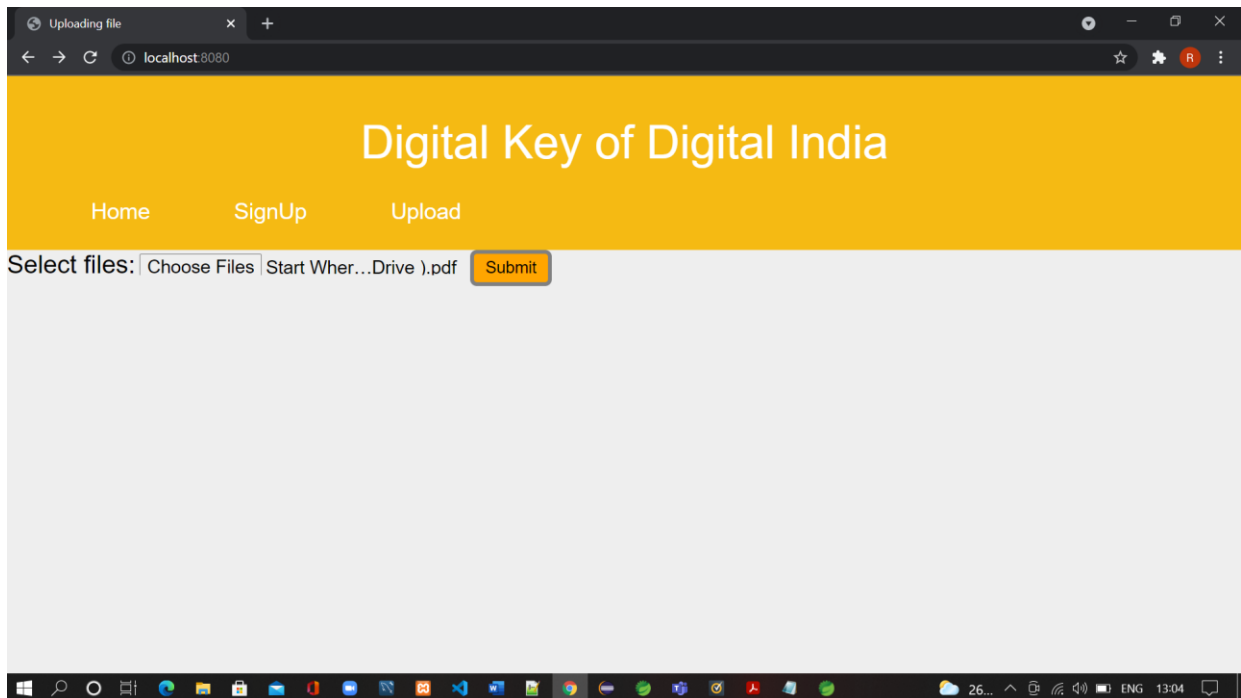 Uploading file
localhost:8080
R
Digital Key of Digital India
Home SignUp Upload
Select files: Choose Files Start Wher…Drive ).pdf Submit
26... ENG 13:04